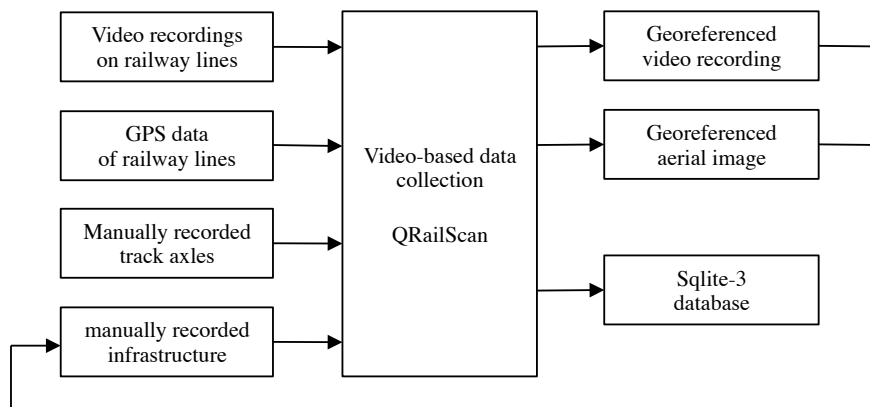 Video recordings
on railway lines
GPS data
of railway lines
Manually recorded
track axles
manually recorded
infrastructure
Video-based data
collection
QRailScan
Georeferenced
video recording
Georeferenced
aerial image
Sqlite-3
database